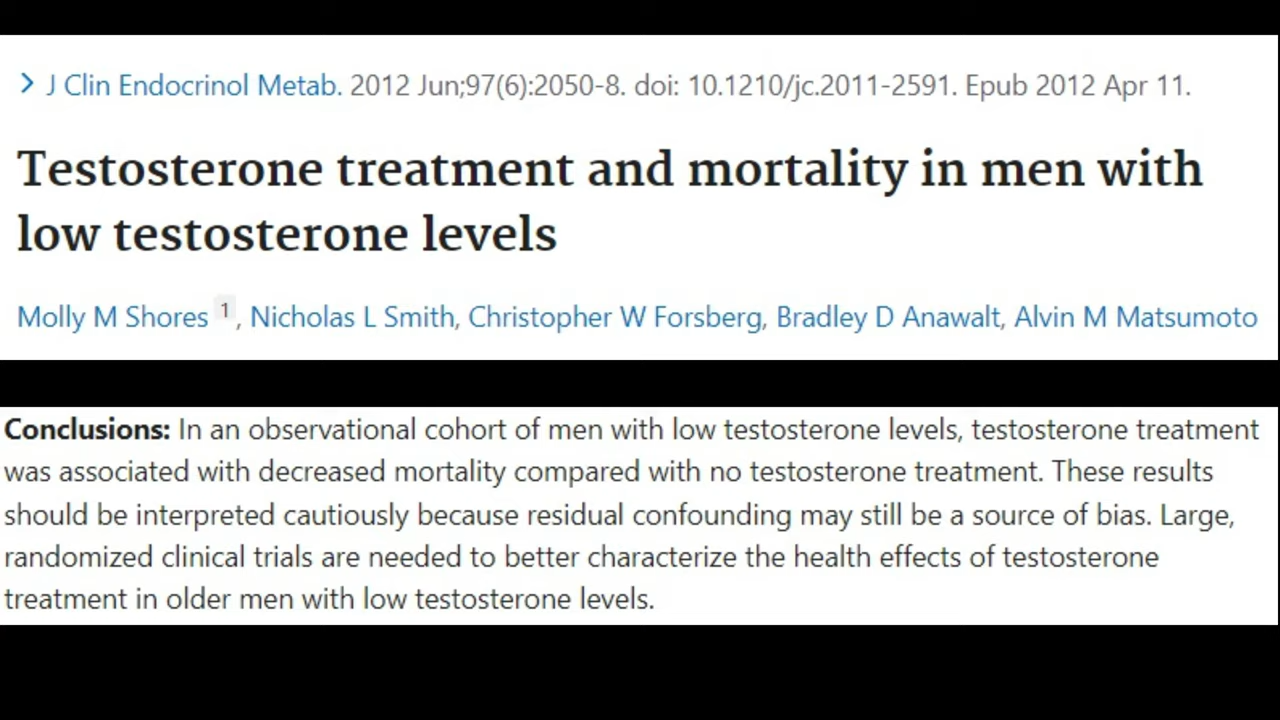 > J Clin Endocrinol Metab. 2012 Jun;97(6):2050-8. doi: 10.1210/jc.2011-2591. Epub 2012 Apr 11.
Testosterone treatment and mortality in men with
low testosterone levels
Molly M Shores 1, Nicholas L Smith, Christopher W Forsberg, Bradley D Anawalt, Alvin M Matsumoto
Conclusions: In an observational cohort of men with low testosterone levels, testosterone treatment
was associated with decreased mortality compared with no testosterone treatment. These results
should be interpreted cautiously because residual confounding may still be a source of bias. Large,
randomized clinical trials are needed to better characterize the health effects of testosterone
treatment in older men with low testosterone levels.